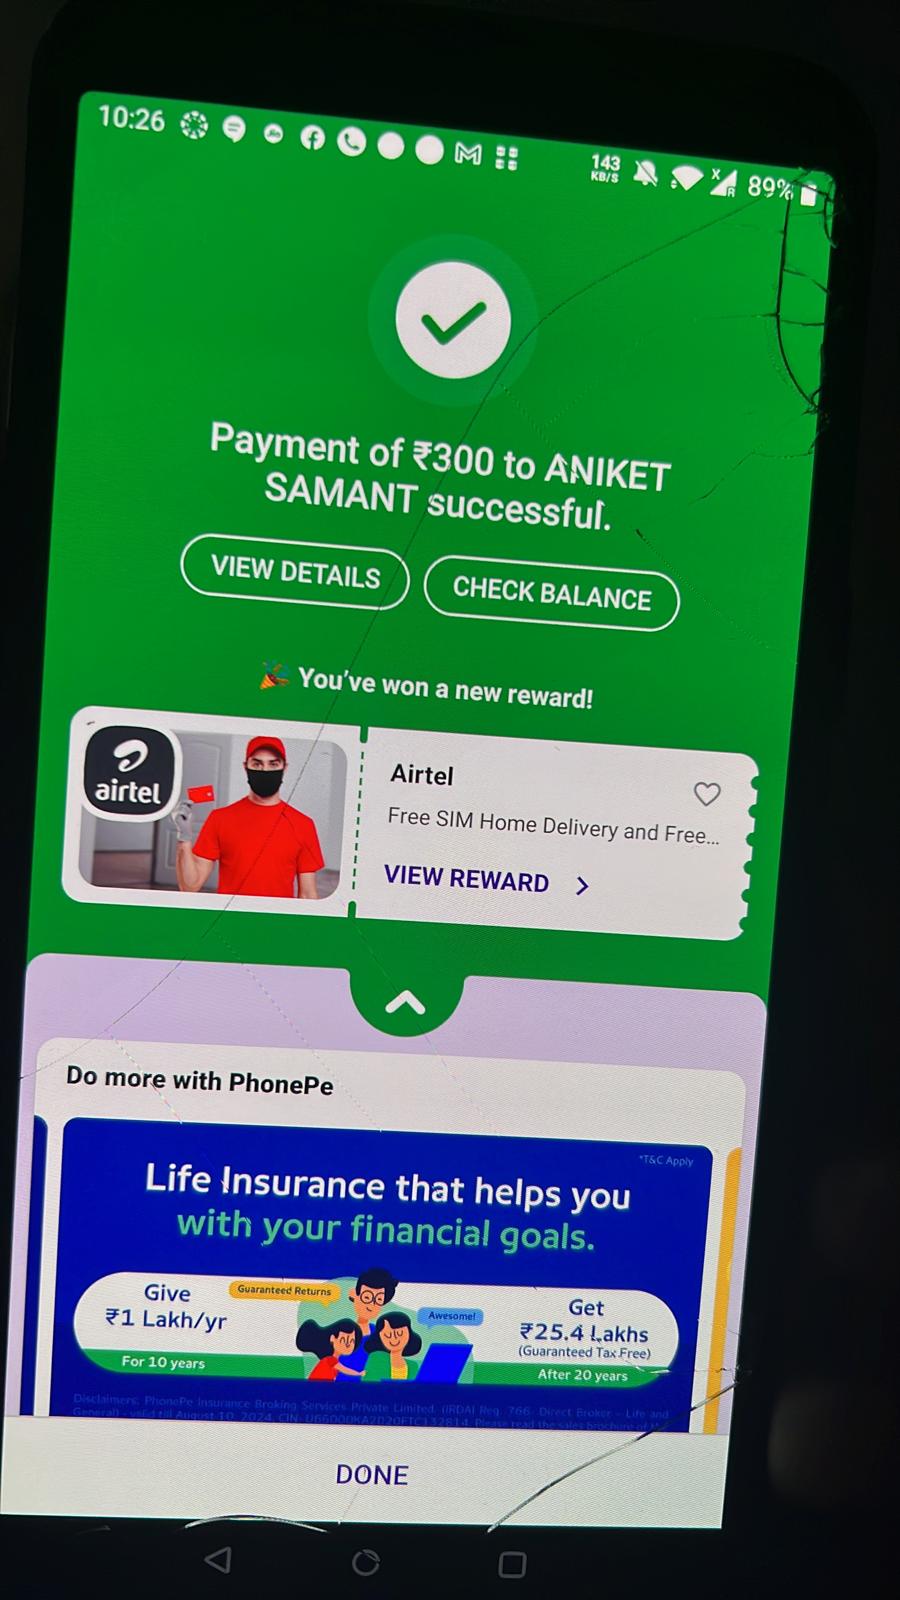 10:26
143
KB/S
X
R
89%
Payment of ₹300 to ANIKET
SAMANT successful.
VIEW DETAILS
CHECK BALANCE
You've won a new reward!
airtel
Airtel
Free SIM Home Delivery and Free...
VIEW REWARD
Do more with PhonePe
*T&C Apply
Life Insurance that helps you
with your financial goals.
Give
₹1 Lakh/yr
For 10 years
Guaranteed Returns
Awesome!
Get
₹25.4 Lakhs
(Guaranteed Tax Free)
After 20 years
Disclaimers: PhonePe Insurance Broking Services Private Limited. (IRDAI Reg. 766. Direct Broker - Life and
General) - valid till August 10, 2024. Please read the sales brochure of
DONE